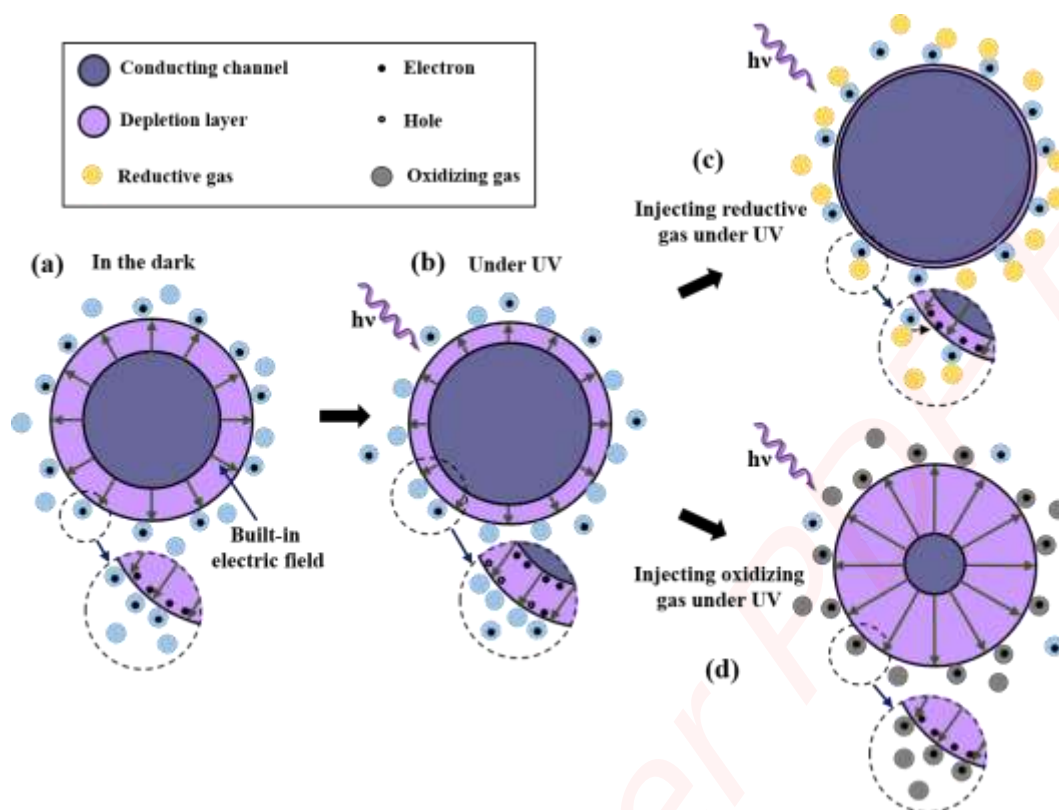 Conducting channel
Electron
Depletion layer
Hole
Reductive gas
Oxidizing gas
(a)
In the dark
(b)
Under UV
hν
Built-in
electric field
(c)
hν
Injecting reductive
gas under UV
hν
Injecting oxidizing
gas under UV
(d)